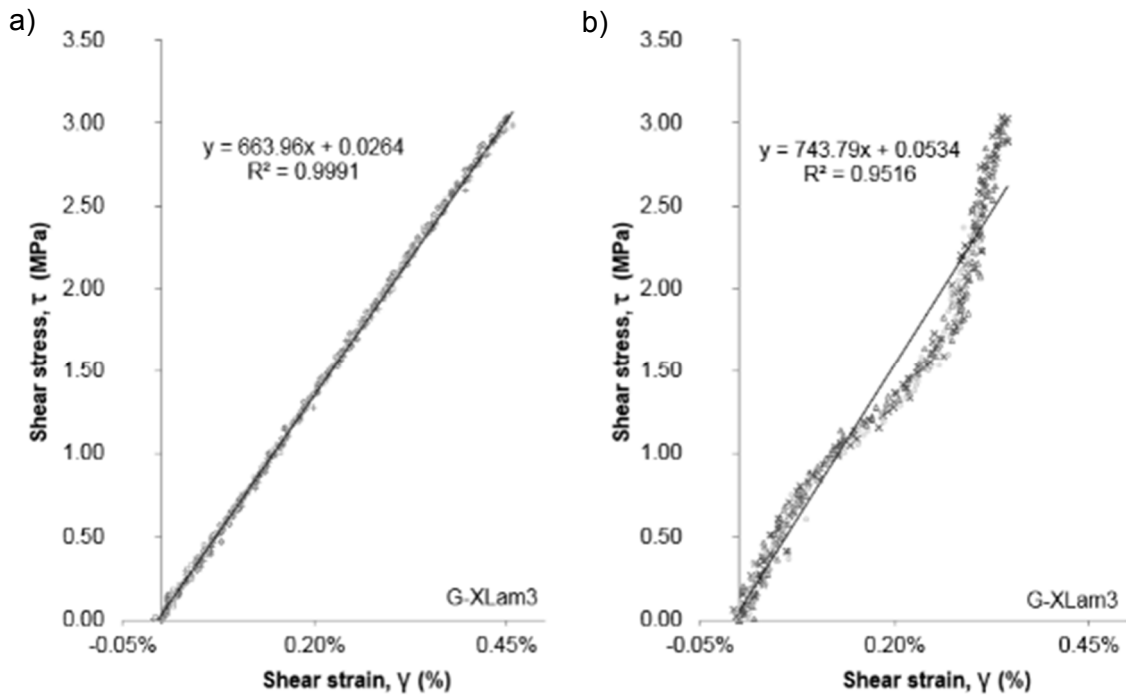 a)
3.50
3.00
2.50
2.00
1.50
1.00
0.50
0.00
Shear stress, τ (MPa)
y = 663.96x + 0.0264
R² = 0.9991
G-XLam3
-0.05%
0.20%
0.45%
Shear strain, γ (%)
b)
3.50
3.00
2.50
2.00
1.50
1.00
0.50
0.00
Shear stress, τ (MPa)
y = 743.79x + 0.0534
R² = 0.9516
G-XLam3
-0.05%
0.20%
0.45%
Shear strain, γ (%)